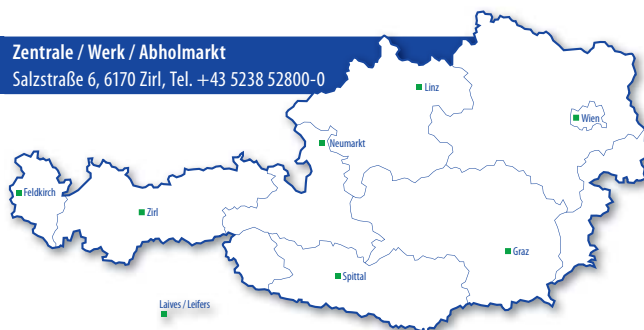 Zentrale / Werk / Abholmarkt
Salzstraße 6, 6170 Zirl, Tel. +43 5238 52800-0
Linz
Wien
Neumarkt
Feldkirch
Zirl
Graz
Spittal
Laives / Leifers